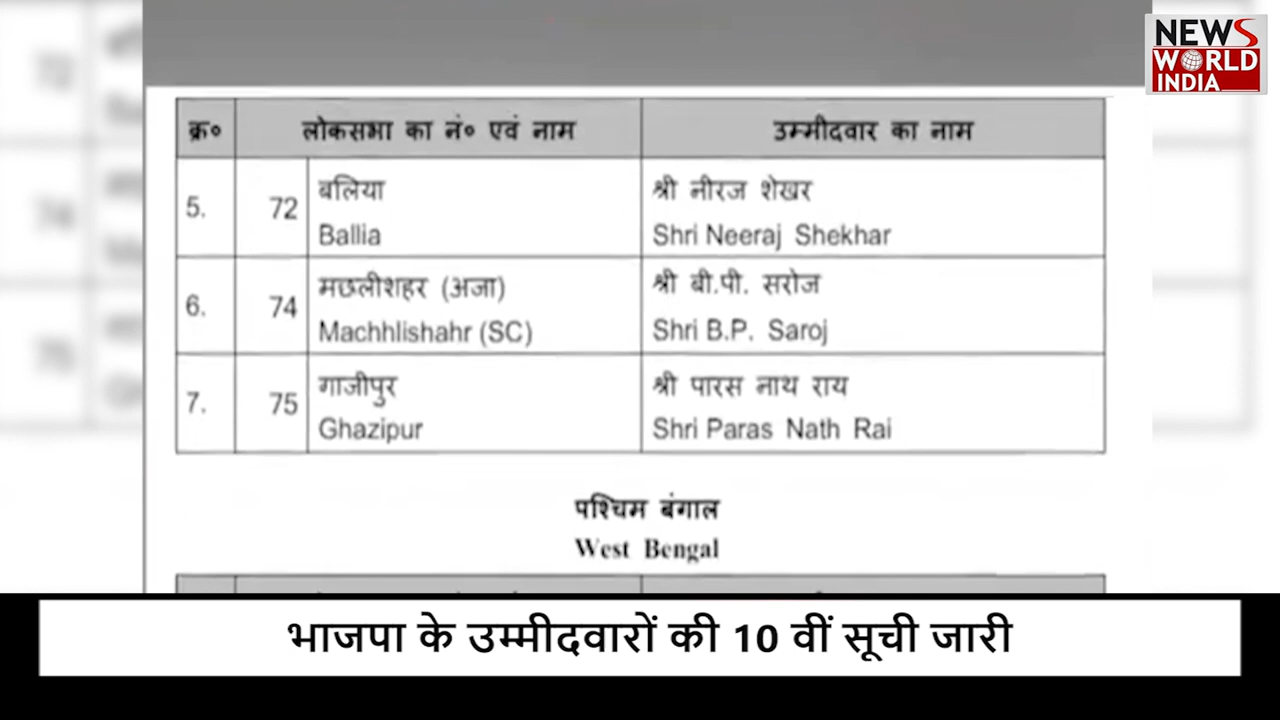 NEWS
WORLD
INDIA
क्र० लोकसभा का नं० एवं नाम उम्मीदवार का नाम
5. 72 बलिया श्री नीरज शेखर
Ballia Shri Neeraj Shekhar
6. 74 मछलीशहर (अजा) श्री बी.पी. सरोज
Machhlishahr (SC) Shri B.P. Saroj
7. 75 गाजीपुर श्री पारस नाथ राय
Ghazipur Shri Paras Nath Rai
पश्चिम बंगाल
West Bengal
भाजपा के उम्मीदवारों की 10 वीं सूची जारी